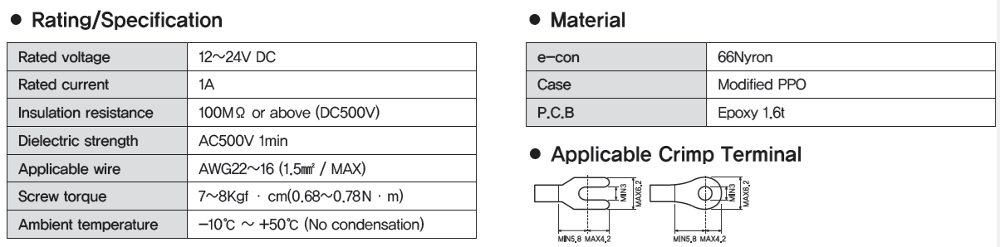 ● Rating/Specification
Rated voltage 12~24V DC
Rated current 1A
Insulation resistance 100MΩ or above (DC500V)
Dielectric strength AC500V 1min
Applicable wire AWG22~16 (1.5㎟ / MAX)
Screw torque 7~8Kgf · cm(0.68~0.78N · m)
Ambient temperature -10℃ ~ +50℃ (No condensation)
● Material
e-con 66Nyron
Case Modified PPO
P.C.B Epoxy 1.6t
● Applicable Crimp Terminal
MIN3
MAX6.2
MIN5.8 MAX4.2
MIN3
MAX6.2
MIN5.8 MAX4.2